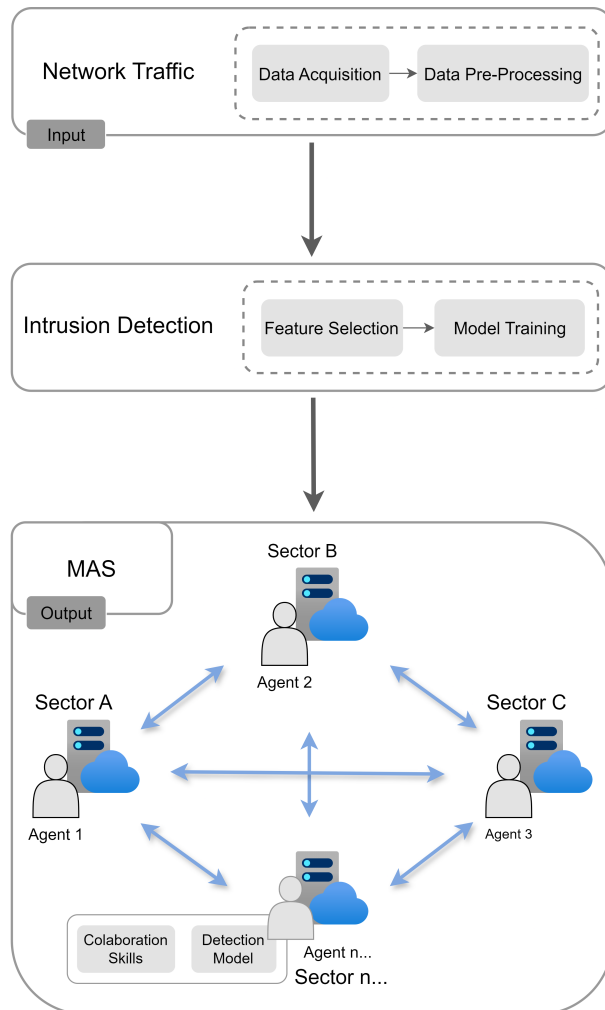 Network Traffic
Data Acquisition
Data Pre-Processing
Input
Intrusion Detection
Feature Selection
Model Training
MAS
Output
Sector B
Agent 2
Sector A
Agent 1
Sector C
Agent 3
Colaboration
Skills
Detection
Model
Agent n...
Sector n...